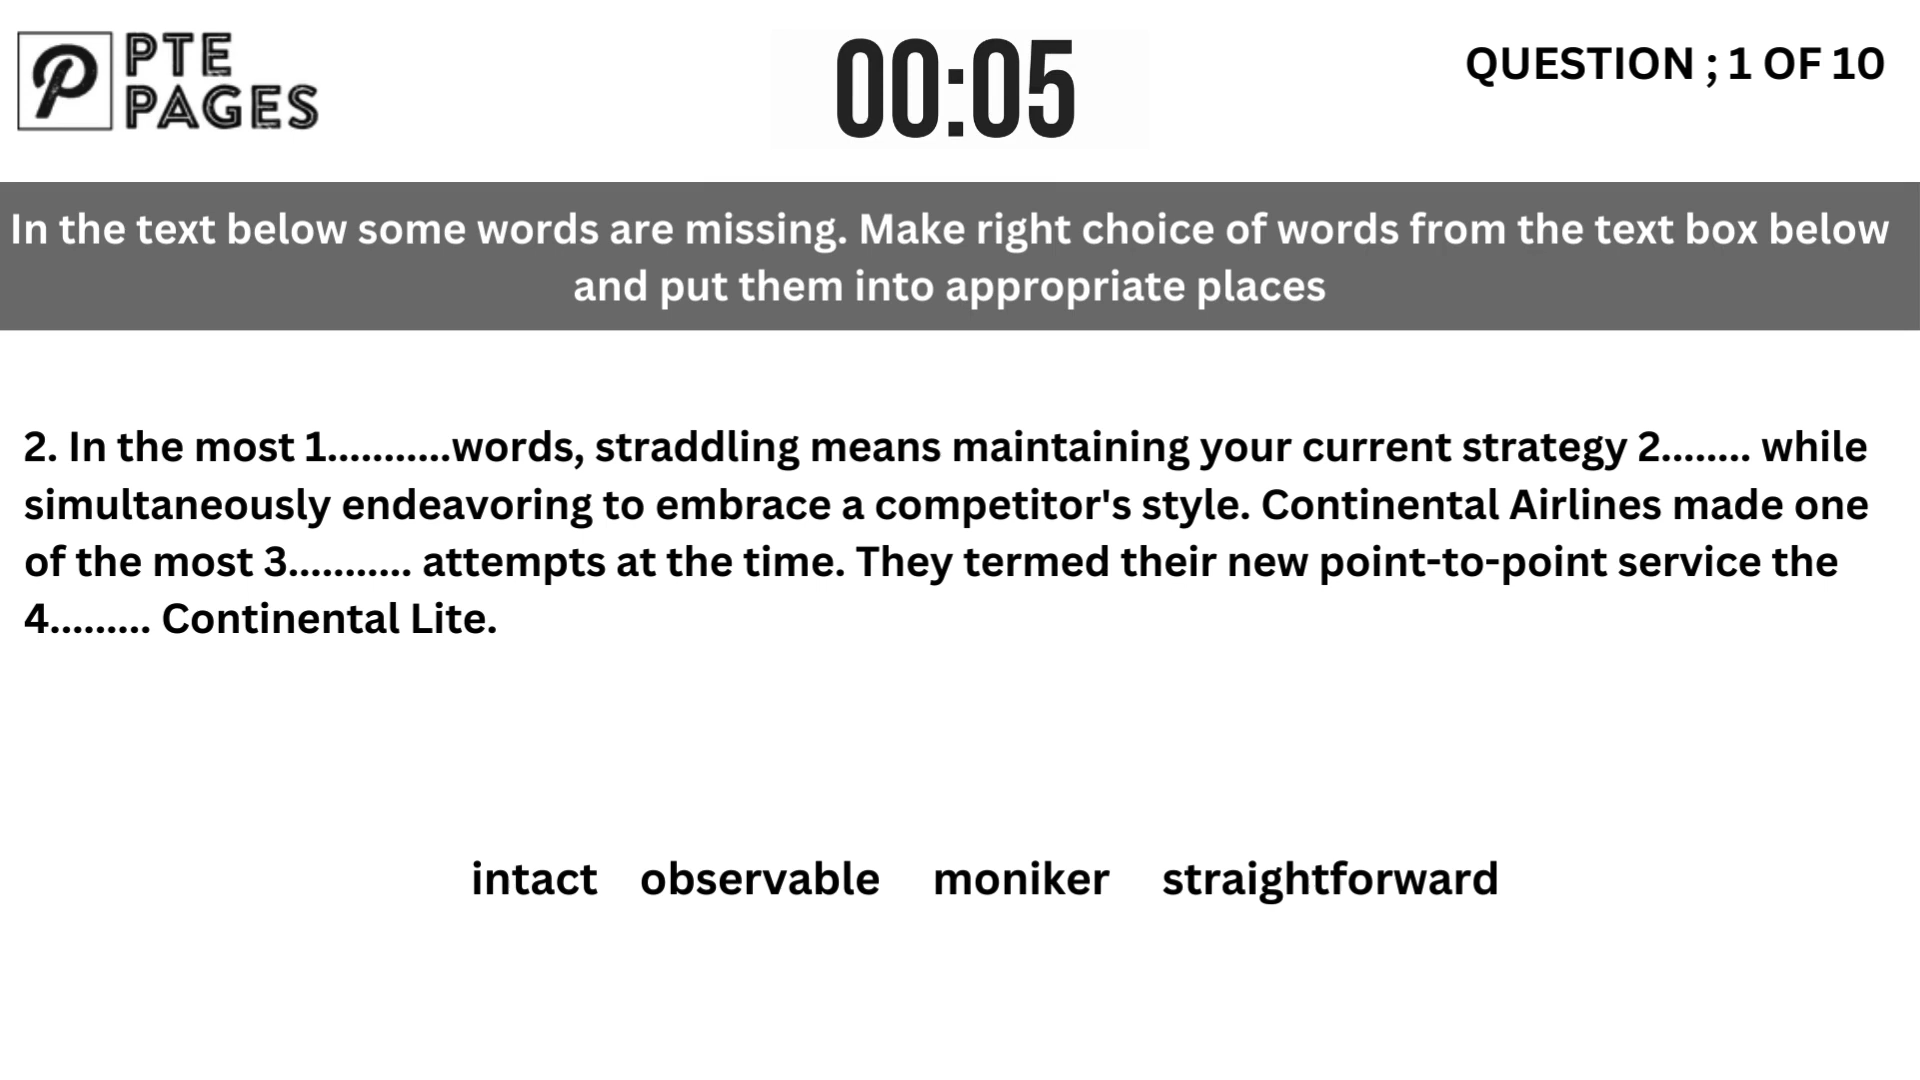 PTE
PAGES
00:05
QUESTION ; 1 OF 10
In the text below some words are missing. Make right choice of words from the text box below
and put them into appropriate places
2. In the most 1...........words, straddling means maintaining your current strategy 2........ while
simultaneously endeavoring to embrace a competitor's style. Continental Airlines made one
of the most 3........... attempts at the time. They termed their new point-to-point service the
4......... Continental Lite.
intact observable moniker straightforward